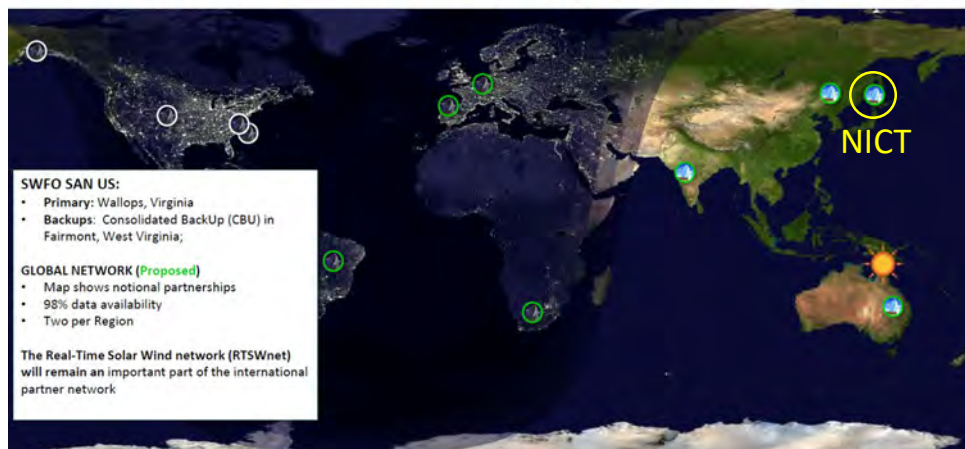 NICT
SWFO SAN US:
• Primary: Wallops, Virginia
• Backups: Consolidated BackUp (CBU) in
Fairmont, West Virginia;
GLOBAL NETWORK (Proposed)
• Map shows notional partnerships
• 98% data availability
• Two per Region
The Real-Time Solar Wind network (RTSWnet)
will remain an important part of the international
partner network